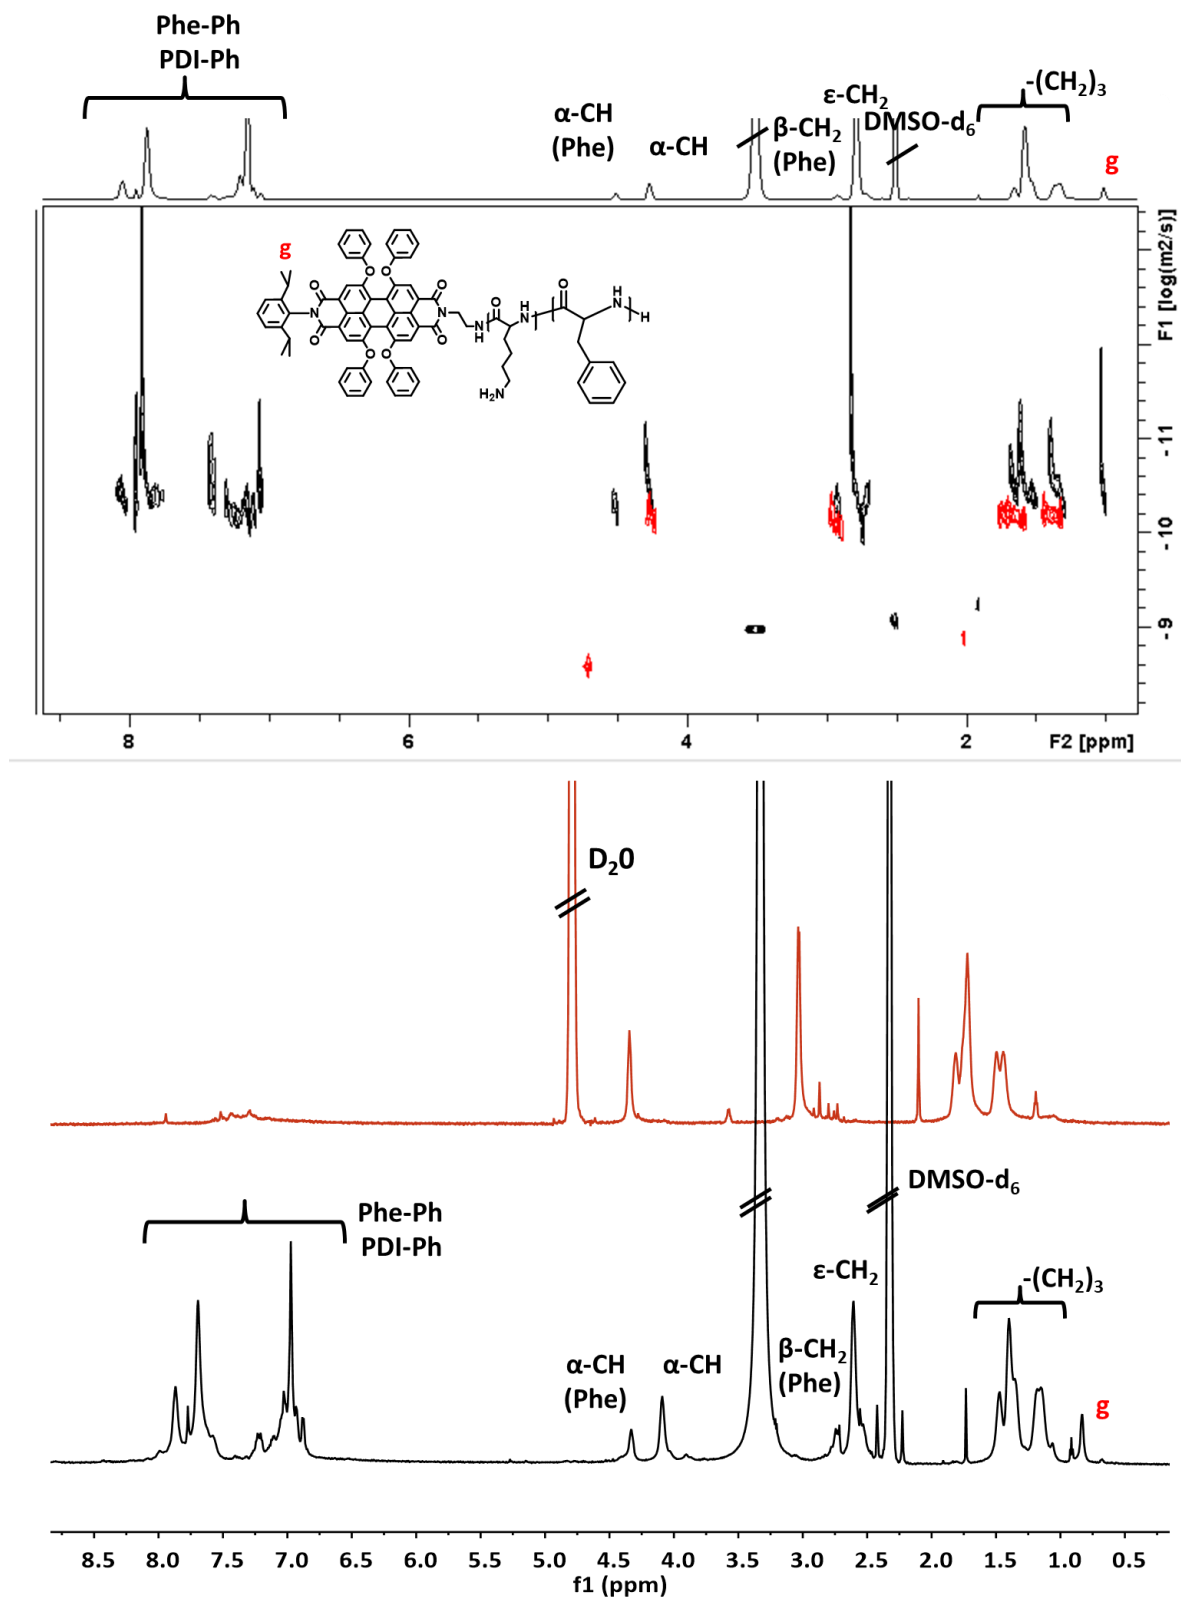 Phe-Ph
PDI-Ph
α-CH
(Phe)
α-CH
β-CH₂
(Phe)
ε-CH₂
DMSO-d₆
-(CH₂)₃
g
g
O
O
O
O
N
O
O
O
O
N
N
H
O
H
N
O
H
N
H
H₂N
F1 [log(m2/s)]
-11
-10
-9
8
6
4
2
F2 [ppm]
D₂0
DMSO-d₆
Phe-Ph
PDI-Ph
α-CH
(Phe)
α-CH
β-CH₂
(Phe)
ε-CH₂
-(CH₂)₃
g
8.5 8.0 7.5 7.0 6.5 6.0 5.5 5.0 4.5 4.0 3.5 3.0 2.5 2.0 1.5 1.0 0.5
f1 (ppm)